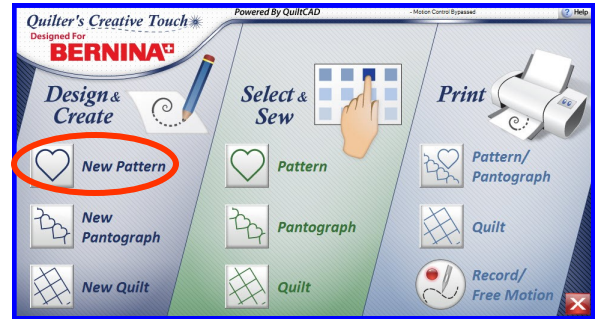 Quilter's Creative Touch
Powered By QuiltCAD
- Motion Control Bypassed
Help
Designed For
BERNINA
Design &
Create
New Pattern
New
Pantograph
New Quilt
Select &
Sew
Pattern
Pantograph
Quilt
Print
Pattern/
Pantograph
Quilt
Record/
Free Motion